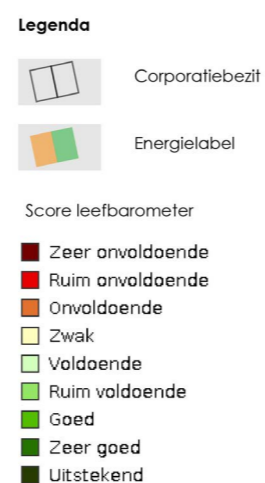 Legenda
Corporatiebezit
Energielabel
Score leefbarometer
Zeer onvoldoende
Ruim onvoldoende
Onvoldoende
Zwak
Voldoende
Ruim voldoende
Goed
Zeer goed
Uitstekend